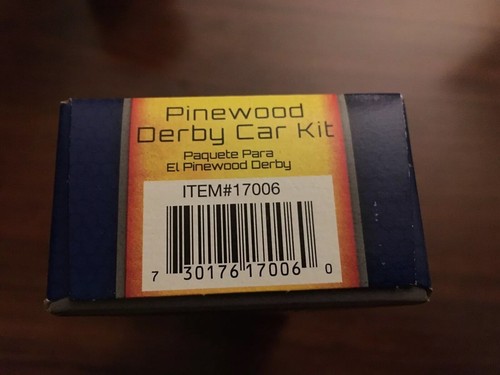 Pinewood
Derby Car Kit
Paquete Para
El Pinewood Derby
ITEM#17006
7 30176 17006 0